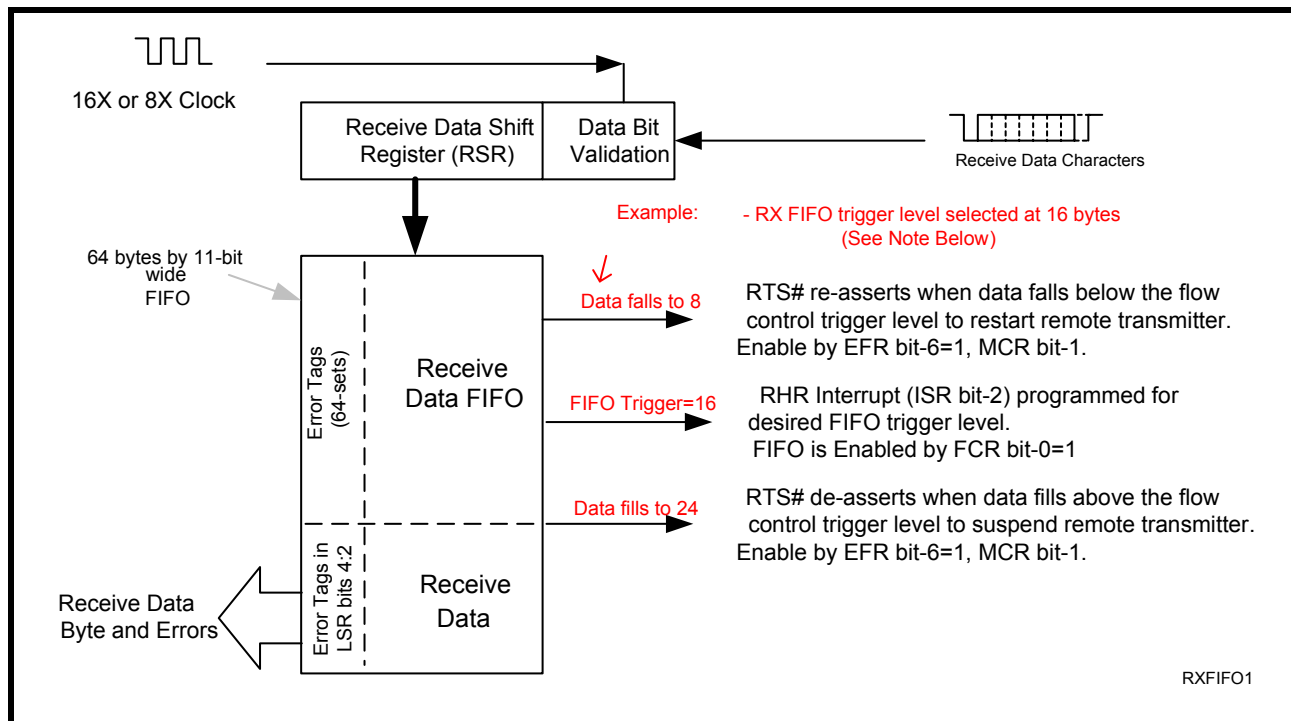 16X or 8X Clock
Receive Data Shift
Register (RSR)
Data Bit
Validation
Receive Data Characters
Example:
- RX FIFO trigger level selected at 16 bytes
(See Note Below)
64 bytes by 11-bit
wide
FIFO
Error Tags
(64-sets)
Receive
Data FIFO
Data falls to 8
RTS# re-asserts when data falls below the flow
control trigger level to restart remote transmitter.
Enable by EFR bit-6=1, MCR bit-1.
FIFO Trigger=16
RHR Interrupt (ISR bit-2) programmed for
desired FIFO trigger level.
FIFO is Enabled by FCR bit-0=1
Data fills to 24
RTS# de-asserts when data fills above the flow
control trigger level to suspend remote transmitter.
Enable by EFR bit-6=1, MCR bit-1.
Error Tags in
LSR bits 4:2
Receive
Data
Receive Data
Byte and Errors
RXFIFO1